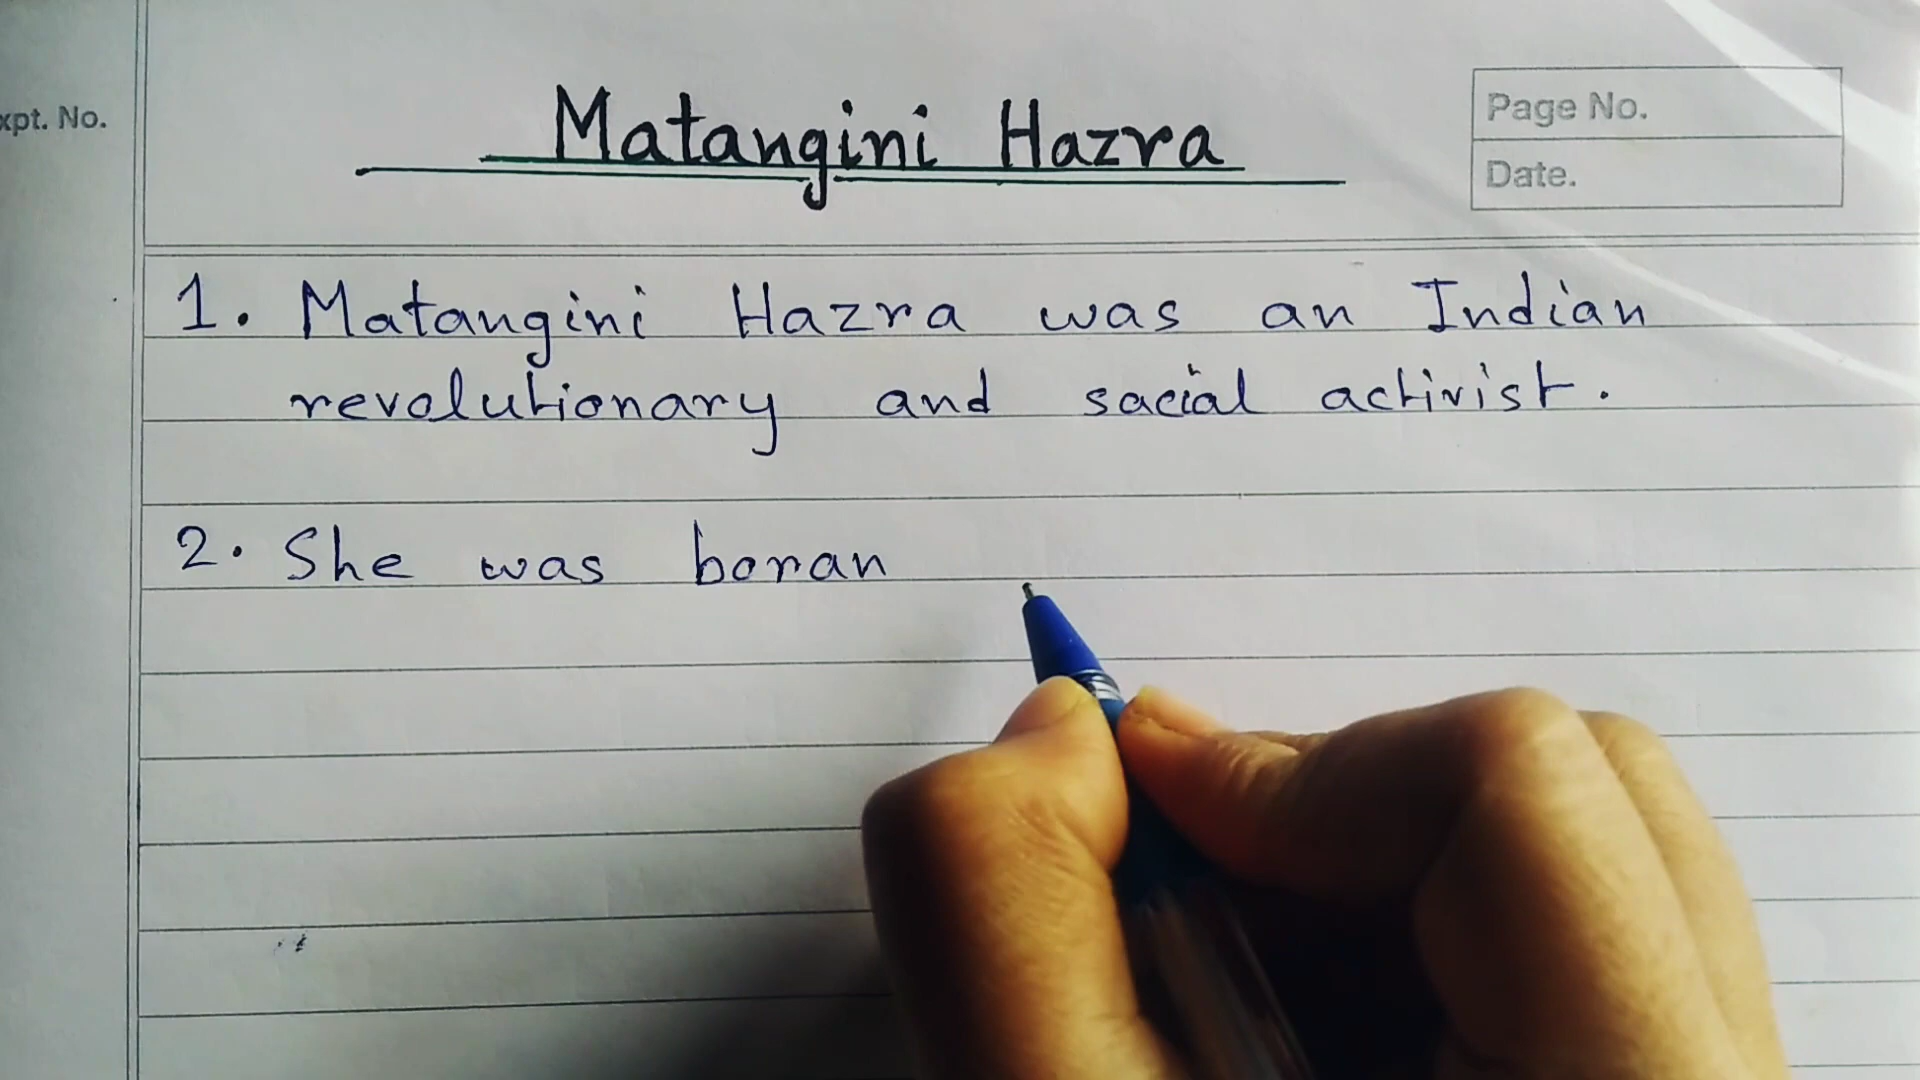 xpt. No.
Matangini Hazra
Page No.
Date.
1. Matangini Hazra was an Indian
revolutionary and sacial activist.
2. She was boran